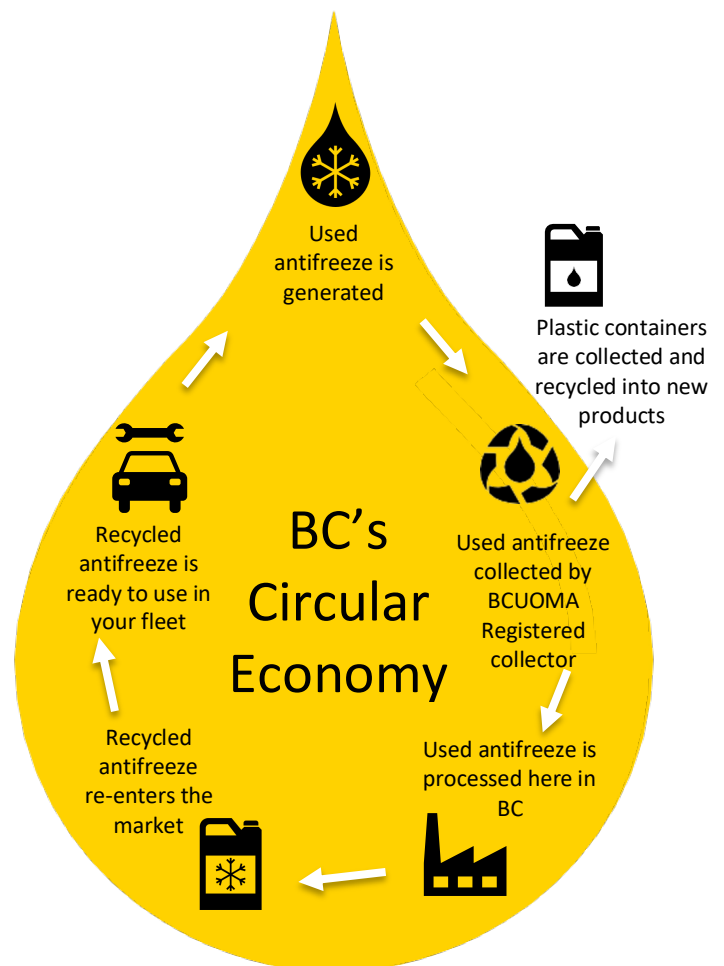 Used
antifreeze is
generated
Plastic containers
are collected and
recycled into new
products
Used antifreeze
collected by
BCUOMA
Registered
collector
Used antifreeze is
processed here in
BC
Recycled
antifreeze
re-enters the
market
Recycled
antifreeze is
ready to use in
your fleet
BC’s
Circular
Economy